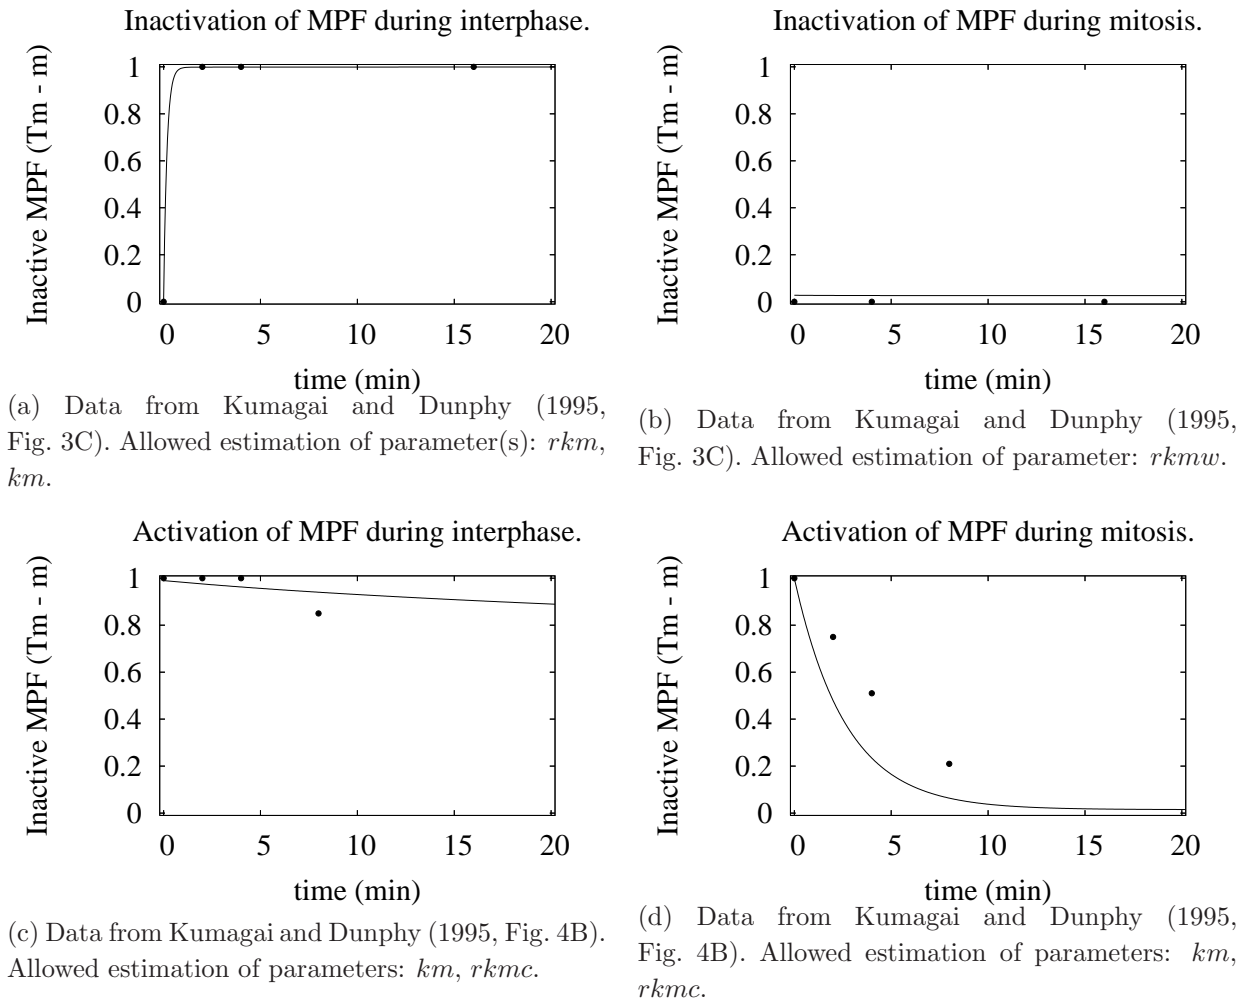 Inactivation of MPF during interphase.
Inactive MPF (Tm - m)
1
0.8
0.6
0.4
0.2
0
0 5 10 15 20
time (min)
(a) Data from Kumagai and Dunphy (1995,
Fig. 3C). Allowed estimation of parameter(s): rkm,
km.
Inactivation of MPF during mitosis.
Inactive MPF (Tm - m)
1
0.8
0.6
0.4
0.2
0
0 5 10 15 20
time (min)
(b) Data from Kumagai and Dunphy (1995,
Fig. 3C). Allowed estimation of parameter: rkmw.
Activation of MPF during interphase.
Inactive MPF (Tm - m)
1
0.8
0.6
0.4
0.2
0
0 5 10 15 20
time (min)
(c) Data from Kumagai and Dunphy (1995, Fig. 4B).
Allowed estimation of parameters: km, rkmc.
Activation of MPF during mitosis.
Inactive MPF (Tm - m)
1
0.8
0.6
0.4
0.2
0
0 5 10 15 20
time (min)
(d) Data from Kumagai and Dunphy (1995,
Fig. 4B). Allowed estimation of parameters: km,
rkmc.